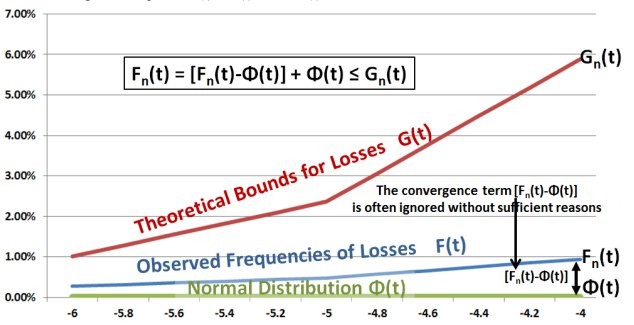 7.00%
6.00%
5.00%
4.00%
3.00%
2.00%
1.00%
0.00%
Fn(t) = [Fn(t)-Φ(t)] + Φ(t) ≤ Gn(t)
Gn(t)
Theoretical Bounds for Losses G(t)
The convergence term [Fn(t)-Φ(t)]
is often ignored without sufficient reasons
Observed Frequencies of Losses F(t)
Fn(t)
[Fn(t)-Φ(t)]
Normal Distribution Φ(t)
Φ(t)
-6 -5.8 -5.6 -5.4 -5.2 -5 -4.8 -4.6 -4.4 -4.2 -4